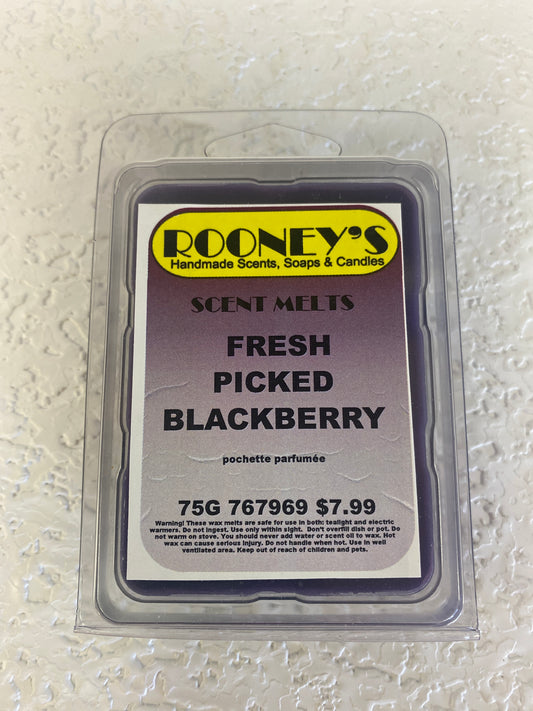 ROONEY'S
Handmade Scents, Soaps & Candles
SCENT MELTS
FRESH
PICKED
BLACKBERRY
pochette parfumée
75G 767969 $7.99
Warning! These wax melts are safe for use in both: tealight and electric
warmers. Do not ingest. Use only within sight. Don't overfill dish or pot. Do
not warm on stove. You should never add water or scent oil to wax. Hot
wax can cause serious injury. Do not handle when hot. Use in well
ventilated area. Keep out of reach of children and pets.